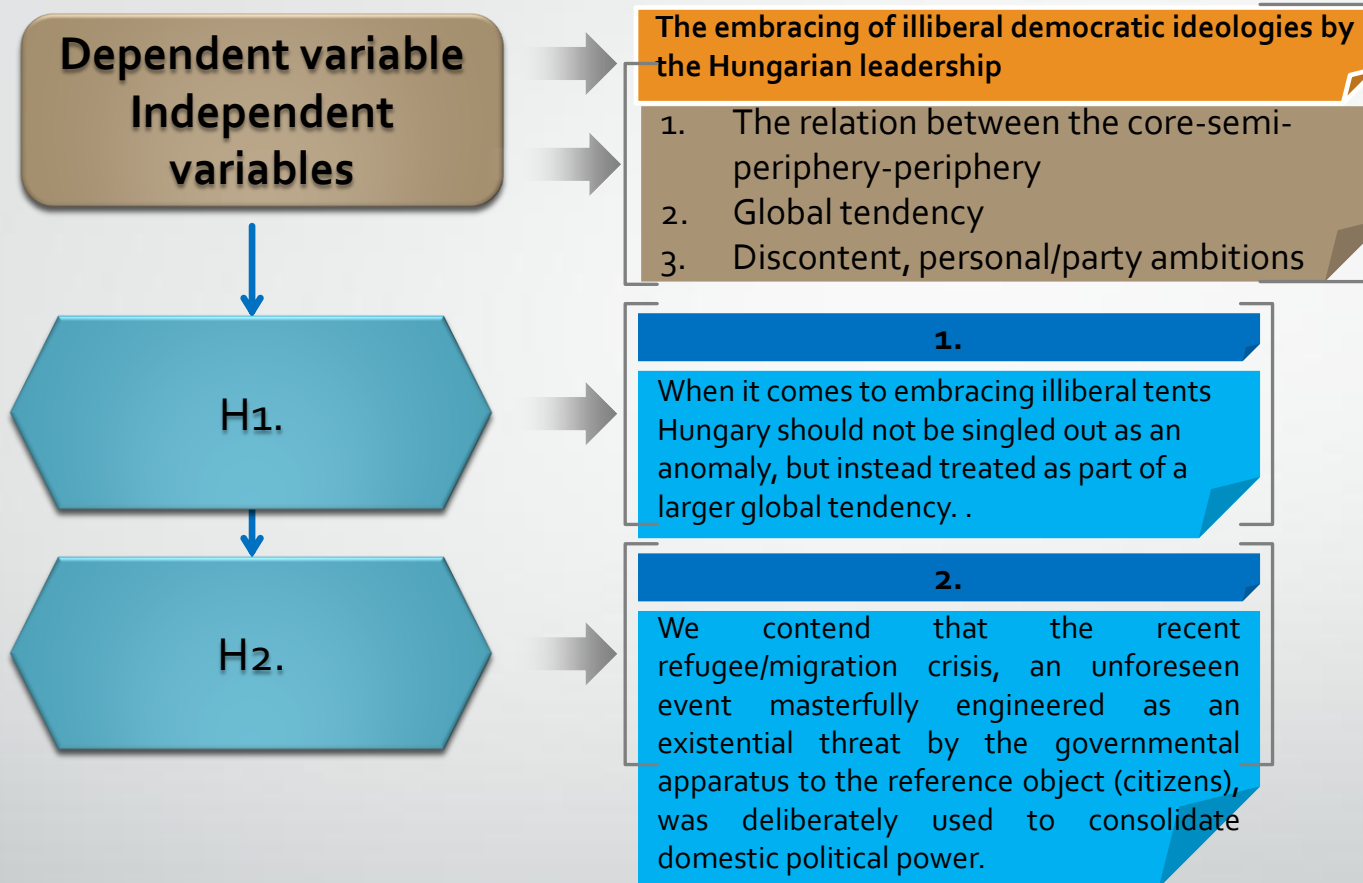 Dependent variable
Independent
variables
The embracing of illiberal democratic ideologies by
the Hungarian leadership
1. The relation between the core-semi-
periphery-periphery
2. Global tendency
3. Discontent, personal/party ambitions
H1.
1.
When it comes to embracing illiberal tents
Hungary should not be singled out as an
anomaly, but instead treated as part of a
larger global tendency. .
H2.
2.
We contend that the recent
refugee/migration crisis, an unforeseen
event masterfully engineered as an
existential threat by the governmental
apparatus to the reference object (citizens),
was deliberately used to consolidate
domestic political power.